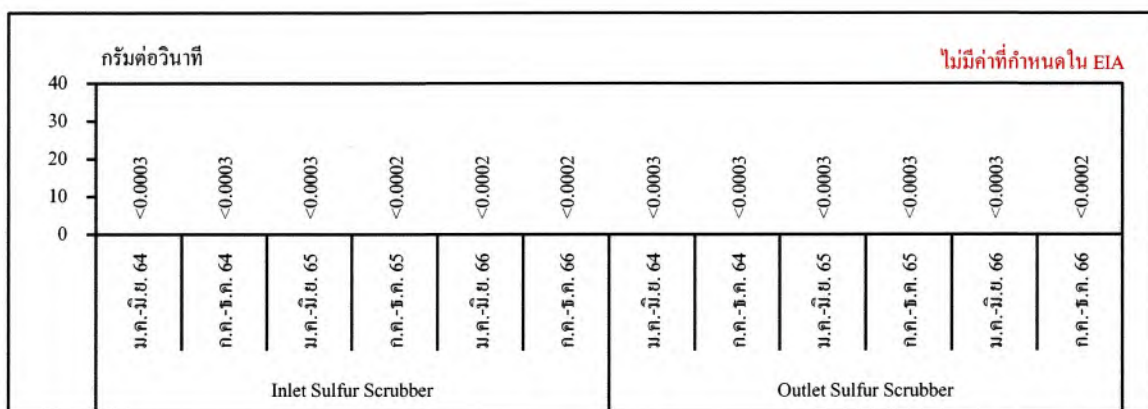 กรัมต่อวินาที ไม่มีค่าที่กำหนดใน EIA
40
30
20
10
0
<0.0003 <0.0003 <0.0003 <0.0002 <0.0002 <0.0002 <0.0003 <0.0003 <0.0003 <0.0003 <0.0003 <0.0002
ม.ค.-มิ.ย. 64 ก.ค.-ธ.ค. 64 ม.ค.-มิ.ย. 65 ก.ค.-ธ.ค. 65 ม.ค.-มิ.ย. 66 ก.ค.-ธ.ค. 66 ม.ค.-มิ.ย. 64 ก.ค.-ธ.ค. 64 ม.ค.-มิ.ย. 65 ก.ค.-ธ.ค. 65 ม.ค.-มิ.ย. 66 ก.ค.-ธ.ค. 66
Inlet Sulfur Scrubber Outlet Sulfur Scrubber